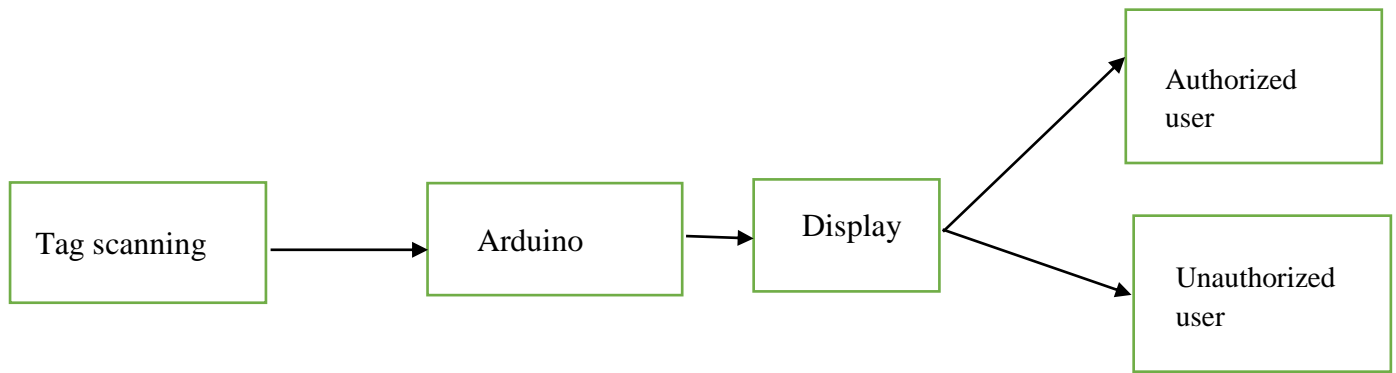 Tag scanning
Arduino
Display
Authorized
user
Unauthorized
user